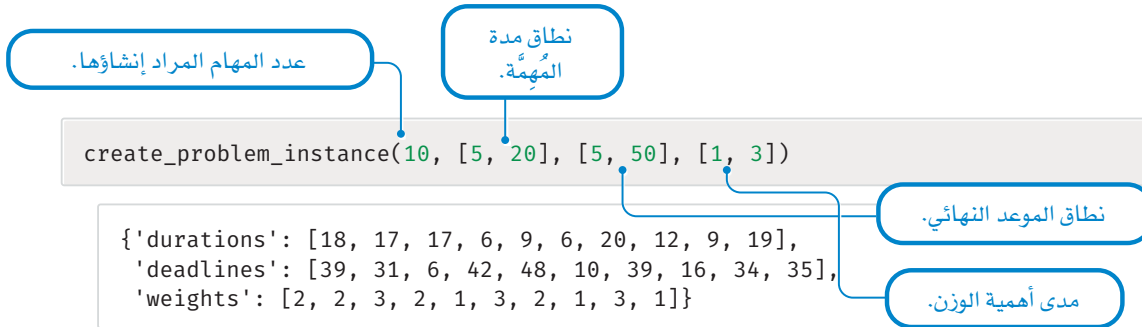 نطاق مدة
المُهِمَّة.
عدد المهام المراد إنشاؤها.
create_problem_instance(10, [5, 20], [5, 50], [1, 3])
نطاق الموعد النهائي.
{'durations': [18, 17, 17, 6, 9, 6, 20, 12, 9, 19],
'deadlines': [39, 31, 6, 42, 48, 10, 39, 16, 34, 35],
'weights': [2, 2, 3, 2, 1, 3, 2, 1, 3, 1]}
مدى أهمية الوزن.